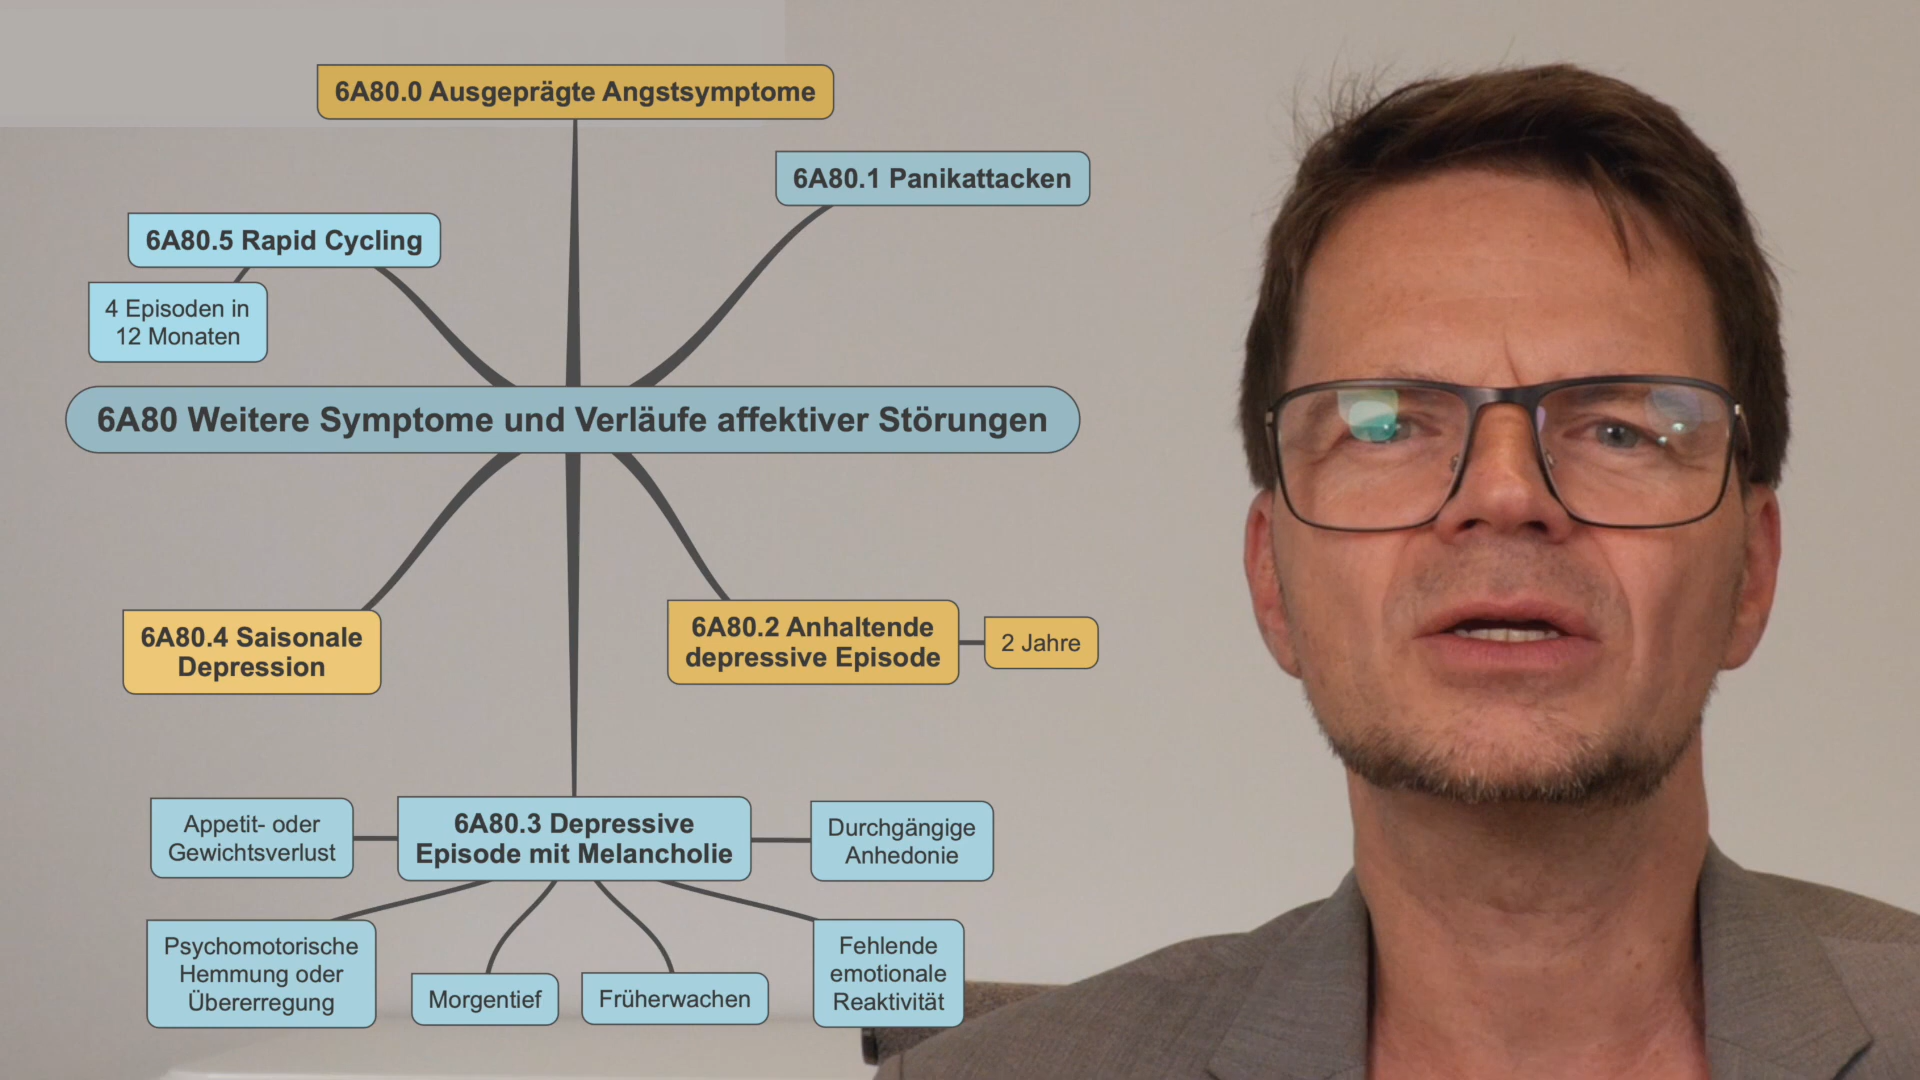 6A80.0 Ausgeprägte Angstsymptome
6A80.1 Panikattacken
6A80.5 Rapid Cycling
4 Episoden in
12 Monaten
6A80 Weitere Symptome und Verläufe affektiver Störungen
6A80.4 Saisonale
Depression
6A80.2 Anhaltende
depressive Episode
2 Jahre
6A80.3 Depressive
Episode mit Melancholie
Appetit- oder
Gewichtsverlust
Durchgängige
Anhedonie
Psychomotorische
Hemmung oder
Übererregung
Morgentief
Früherwachen
Fehlende
emotionale
Reaktivität